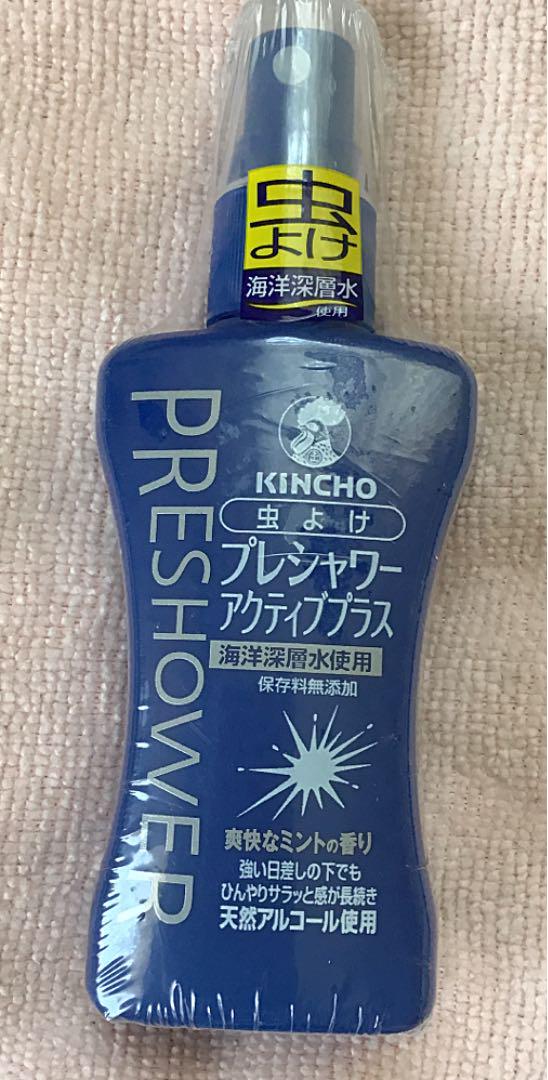 虫
よけ
海洋深層水
使用
PRESHOWER
KINCHO
虫よけ
プレシャワー
アクティブプラス
海洋深層水使用
保存料無添加
爽快なミントの香り
強い日差しの下でも
ひんやりサラッと感が長続き
天然アルコール使用